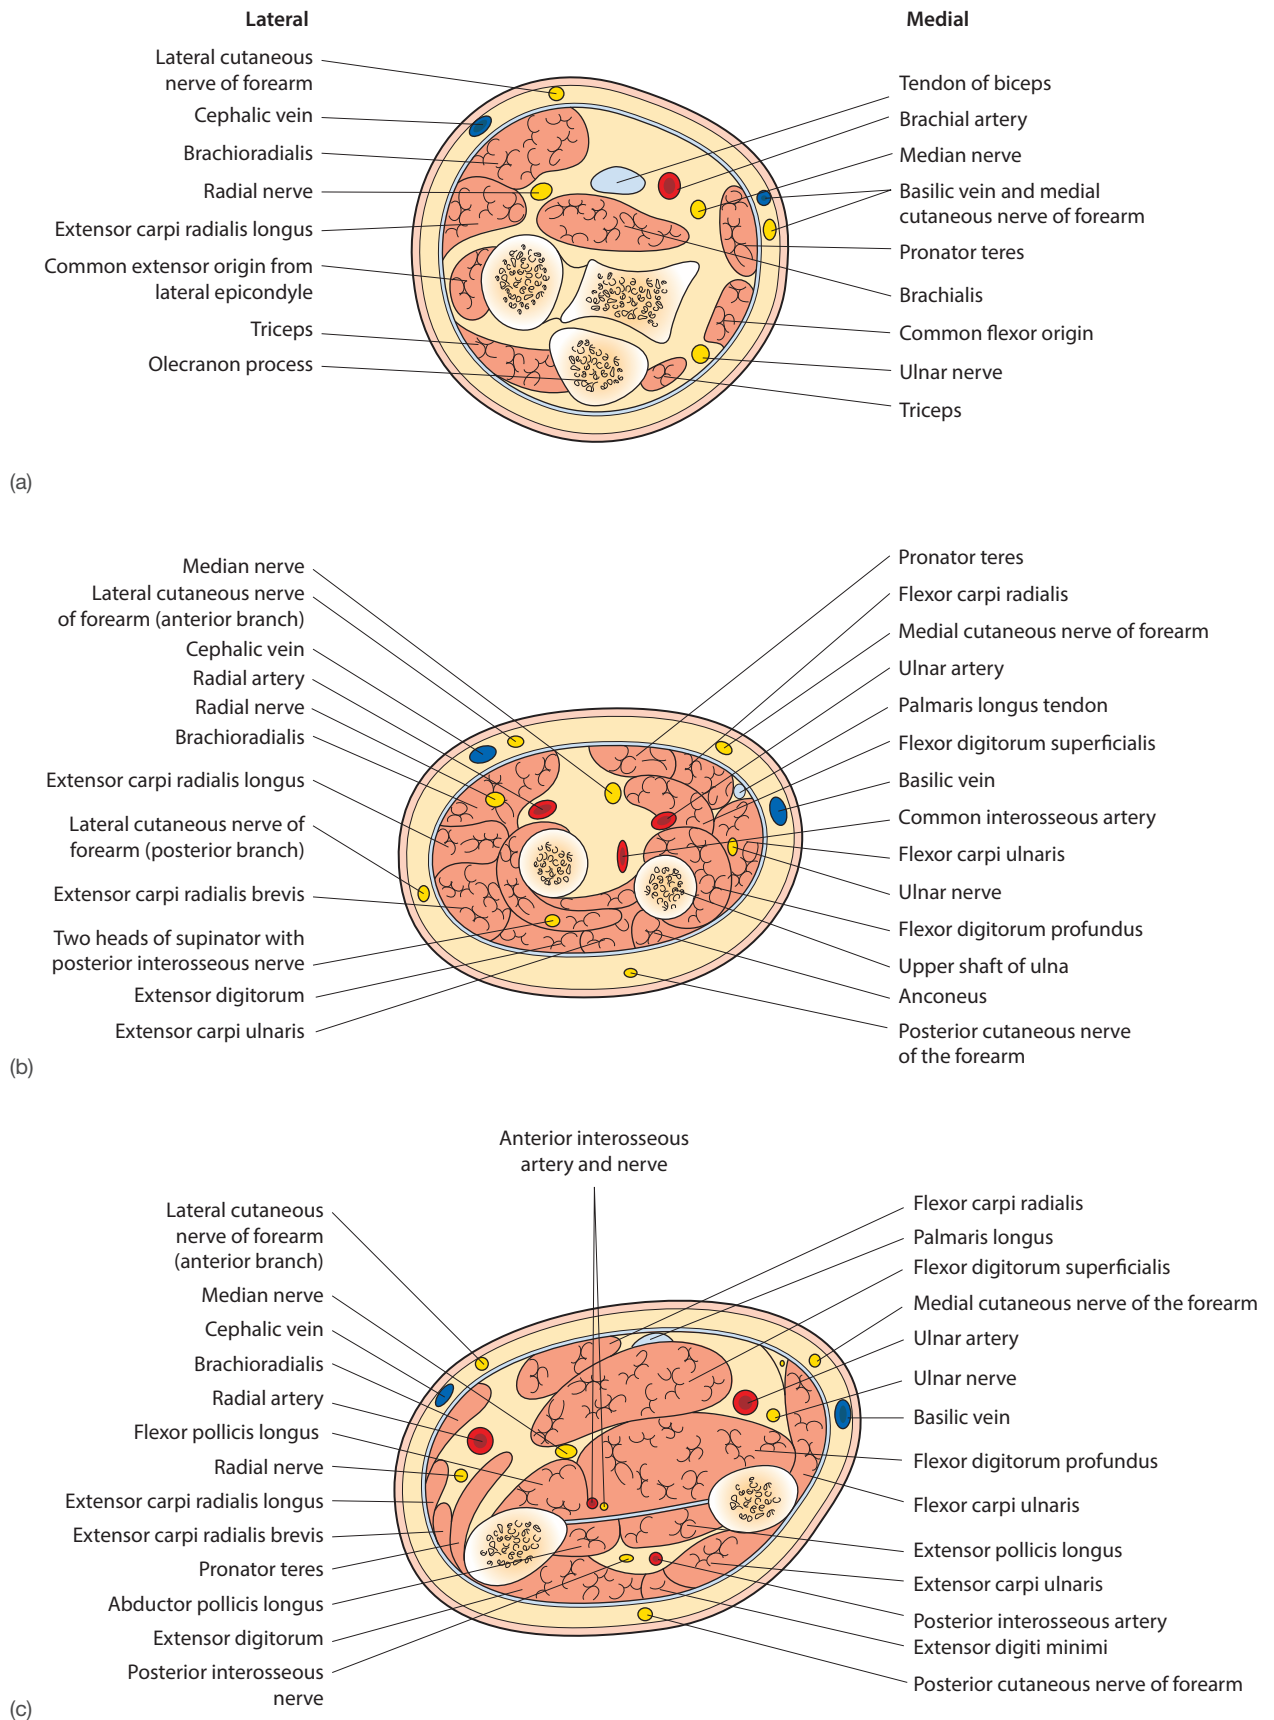 Lateral
Medial
Lateral cutaneous
nerve of forearm
Cephalic vein
Brachioradialis
Radial nerve
Extensor carpi radialis longus
Common extensor origin from
lateral epicondyle
Triceps
Olecranon process
Tendon of biceps
Brachial artery
Median nerve
Basilic vein and medial
cutaneous nerve of forearm
Pronator teres
Brachialis
Common flexor origin
Ulnar nerve
Triceps
(a)
Median nerve
Lateral cutaneous nerve
of forearm (anterior branch)
Cephalic vein
Radial artery
Radial nerve
Brachioradialis
Extensor carpi radialis longus
Lateral cutaneous nerve of
forearm (posterior branch)
Extensor carpi radialis brevis
Two heads of supinator with
posterior interosseous nerve
Extensor digitorum
Extensor carpi ulnaris
Pronator teres
Flexor carpi radialis
Medial cutaneous nerve of forearm
Ulnar artery
Palmaris longus tendon
Flexor digitorum superficialis
Basilic vein
Common interosseous artery
Flexor carpi ulnaris
Ulnar nerve
Flexor digitorum profundus
Upper shaft of ulna
Anconeus
Posterior cutaneous nerve
of the forearm
(b)
Anterior interosseous
artery and nerve
Lateral cutaneous
nerve of forearm
(anterior branch)
Median nerve
Cephalic vein
Brachioradialis
Radial artery
Flexor pollicis longus
Radial nerve
Extensor carpi radialis longus
Extensor carpi radialis brevis
Pronator teres
Abductor pollicis longus
Extensor digitorum
Posterior interosseous
nerve
Flexor carpi radialis
Palmaris longus
Flexor digitorum superficialis
Medial cutaneous nerve of the forearm
Ulnar artery
Ulnar nerve
Basilic vein
Flexor digitorum profundus
Flexor carpi ulnaris
Extensor pollicis longus
Extensor carpi ulnaris
Posterior interosseous artery
Extensor digiti minimi
Posterior cutaneous nerve of forearm
(c)